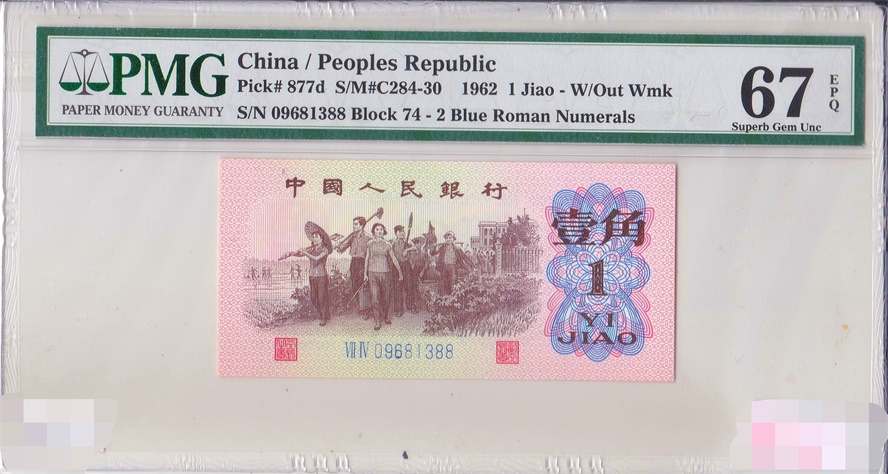 PMG
PAPER MONEY GUARANTY
China / Peoples Republic
Pick# 877d S/M#C284-30 1962 1 Jiao - W/Out Wmk
S/N 09681388 Block 74 - 2 Blue Roman Numerals
67
EPQ
Superb Gem Unc
中國人民銀行
壹角
1
YI
JIAO
Ⅶ Ⅳ 09681388